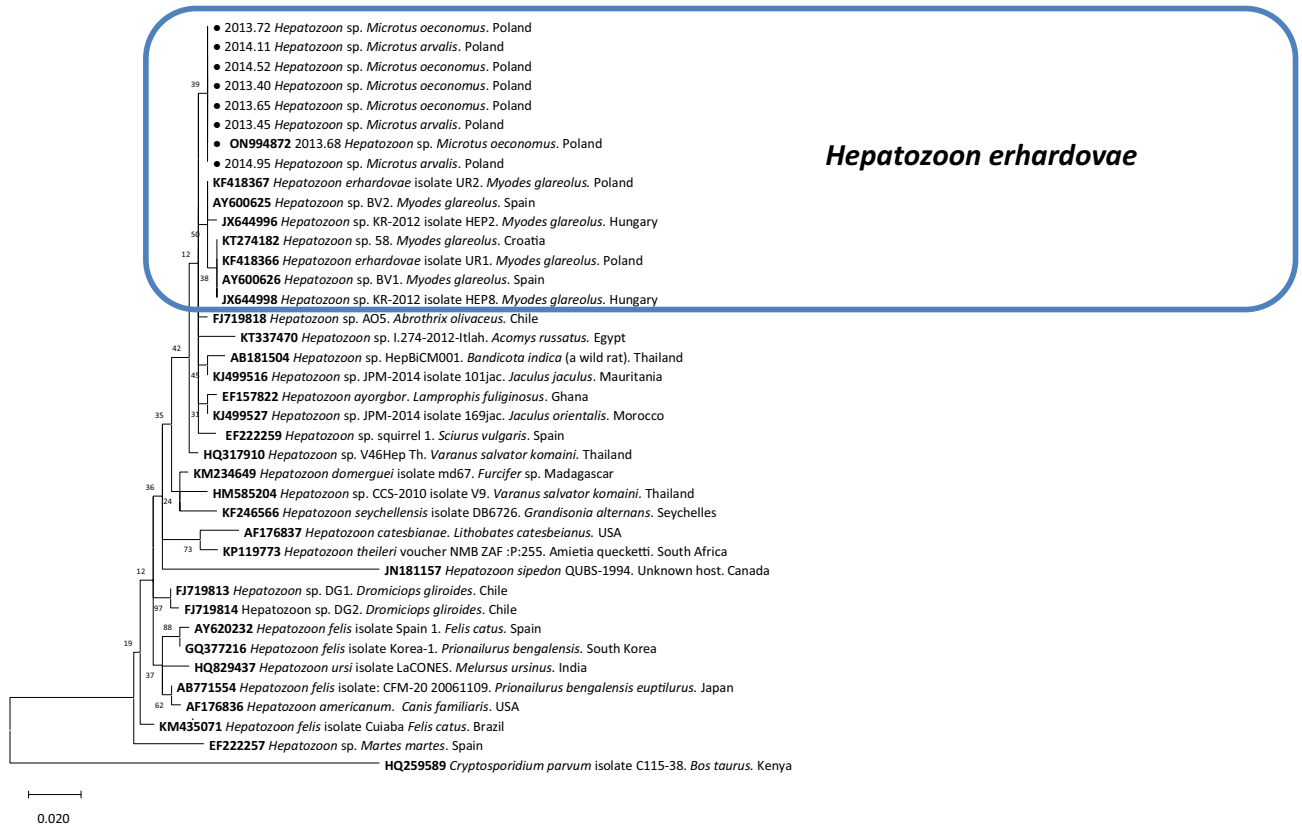 ● 2013.72 Hepatozoon sp. Microtus oeconomus. Poland
● 2014.11 Hepatozoon sp. Microtus arvalis. Poland
● 2014.52 Hepatozoon sp. Microtus oeconomus. Poland
39
● 2013.40 Hepatozoon sp. Microtus oeconomus. Poland
● 2013.65 Hepatozoon sp. Microtus oeconomus. Poland
● 2013.45 Hepatozoon sp. Microtus arvalis. Poland
● ON994872 2013.68 Hepatozoon sp. Microtus oeconomus. Poland
Hepatozoon erhardovae
● 2014.95 Hepatozoon sp. Microtus arvalis. Poland
KF418367 Hepatozoon erhardovae isolate UR2. Myodes glareolus. Poland
AY600625 Hepatozoon sp. BV2. Myodes glareolus. Spain
JX644996 Hepatozoon sp. KR-2012 isolate HEP2. Myodes glareolus. Hungary
50
KT274182 Hepatozoon sp. 58. Myodes glareolus. Croatia
12
KF418366 Hepatozoon erhardovae isolate UR1. Myodes glareolus. Poland
38
AY600626 Hepatozoon sp. BV1. Myodes glareolus. Spain
JX644998 Hepatozoon sp. KR-2012 isolate HEP8. Myodes glareolus. Hungary
FJ719818 Hepatozoon sp. AO5. Abrothrix olivaceus. Chile
KT337470 Hepatozoon sp. I.274-2012-Itlah. Acomys russatus. Egypt
42
AB181504 Hepatozoon sp. HepBiCM001. Bandicota indica (a wild rat). Thailand
45
KJ499516 Hepatozoon sp. JPM-2014 isolate 101jac. Jaculus jaculus. Mauritania
EF157822 Hepatozoon ayorgbor. Lamprophis fuliginosus. Ghana
35
31
KJ499527 Hepatozoon sp. JPM-2014 isolate 169jac. Jaculus orientalis. Morocco
EF222259 Hepatozoon sp. squirrel 1. Sciurus vulgaris. Spain
HQ317910 Hepatozoon sp. V46Hep Th. Varanus salvator komaini. Thailand
KM234649 Hepatozoon domerguei isolate md67. Furcifer sp. Madagascar
36
HM585204 Hepatozoon sp. CCS-2010 isolate V9. Varanus salvator komaini. Thailand
24
KF246566 Hepatozoon seychellensis isolate DB6726. Grandisonia alternans. Seychelles
AF176837 Hepatozoon catesbianae. Lithobates catesbeianus. USA
73
KP119773 Hepatozoon theileri voucher NMB ZAF :P:255. Amietia quecketti. South Africa
JN181157 Hepatozoon sipedon QUBS-1994. Unknown host. Canada
12
FJ719813 Hepatozoon sp. DG1. Dromiciops gliroides. Chile
97
FJ719814 Hepatozoon sp. DG2. Dromiciops gliroides. Chile
88
AY620232 Hepatozoon felis isolate Spain 1. Felis catus. Spain
19
GQ377216 Hepatozoon felis isolate Korea-1. Prionailurus bengalensis. South Korea
HQ829437 Hepatozoon ursi isolate LaCONES. Melursus ursinus. India
37
AB771554 Hepatozoon felis isolate: CFM-20 20061109. Prionailurus bengalensis euptilurus. Japan
62
AF176836 Hepatozoon americanum. Canis familiaris. USA
KM435071 Hepatozoon felis isolate Cuiaba Felis catus. Brazil
EF222257 Hepatozoon sp. Martes martes. Spain
HQ259589 Cryptosporidium parvum isolate C115-38. Bos taurus. Kenya
0.020